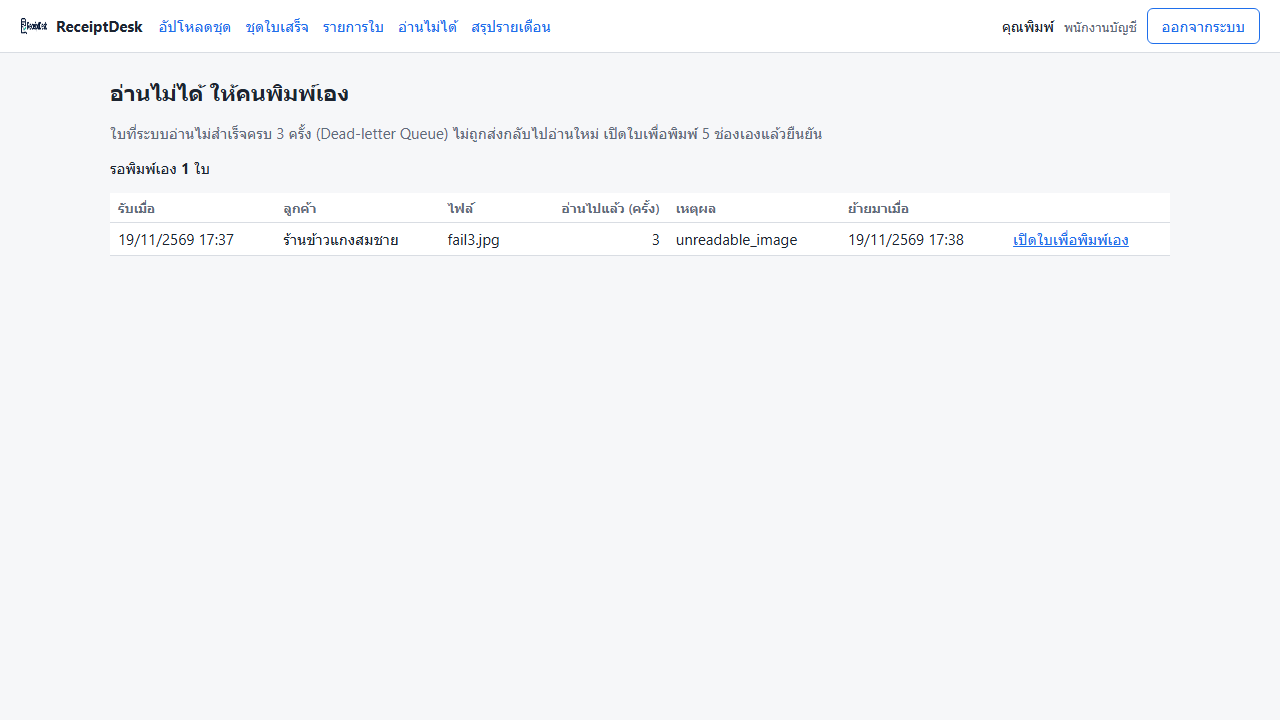 ReceiptDesk อัปโหลดชุด ชุดใบเสร็จ รายการใบ อ่านไม่ได้ สรุปรายเดือน คุณพิมพ์ พนักงานบัญชี ออกจากระบบ
อ่านไม่ได้ ให้คนพิมพ์เอง
ใบที่ระบบอ่านไม่สำเร็จครบ 3 ครั้ง (Dead-letter Queue) ไม่ถูกส่งกลับไปอ่านใหม่ เปิดใบเพื่อพิมพ์ 5 ช่องเองแล้วยืนยัน
รอพิมพ์เอง 1 ใบ
รับเมื่อ ลูกค้า ไฟล์ อ่านไปแล้ว (ครั้ง) เหตุผล ย้ายมาเมื่อ
19/11/2569 17:37 ร้านข้าวแกงสมชาย fail3.jpg 3 unreadable_image 19/11/2569 17:38 เปิดใบเพื่อพิมพ์เอง